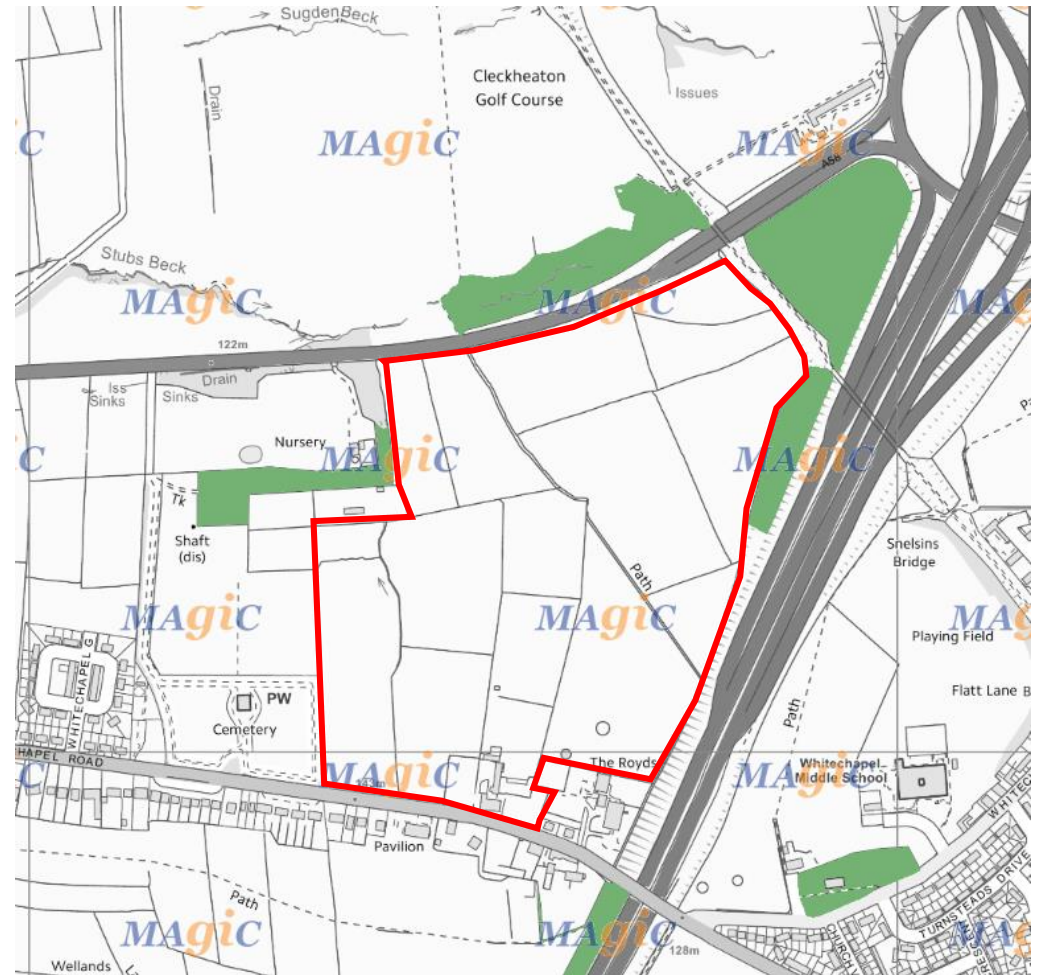 Sugden Beck
Cleckheaton
Golf Course
Drain
Issues
MAgiC
MAgiC
A58
Stubs Beck
MAgiC
MAgiC
122m
Drain
Iss
Sinks
Sinks
Nursery
MAgiC
MAgiC
Tk
Shaft
(dis)
Path
Snelsins
Bridge
MAgiC
MAgiC
Playing Field
WHITECHAPEL G
PW
Cemetery
Path
Flatt Lane B
HAPEL ROAD
MAgiC
143m
The Royds
MAgiC
Whitechapel
Middle School
WHITEC
Pavilion
Path
TURNSTEADS DRIVE
MAgiC
MAgiC
128m
CHURCH
Wellands